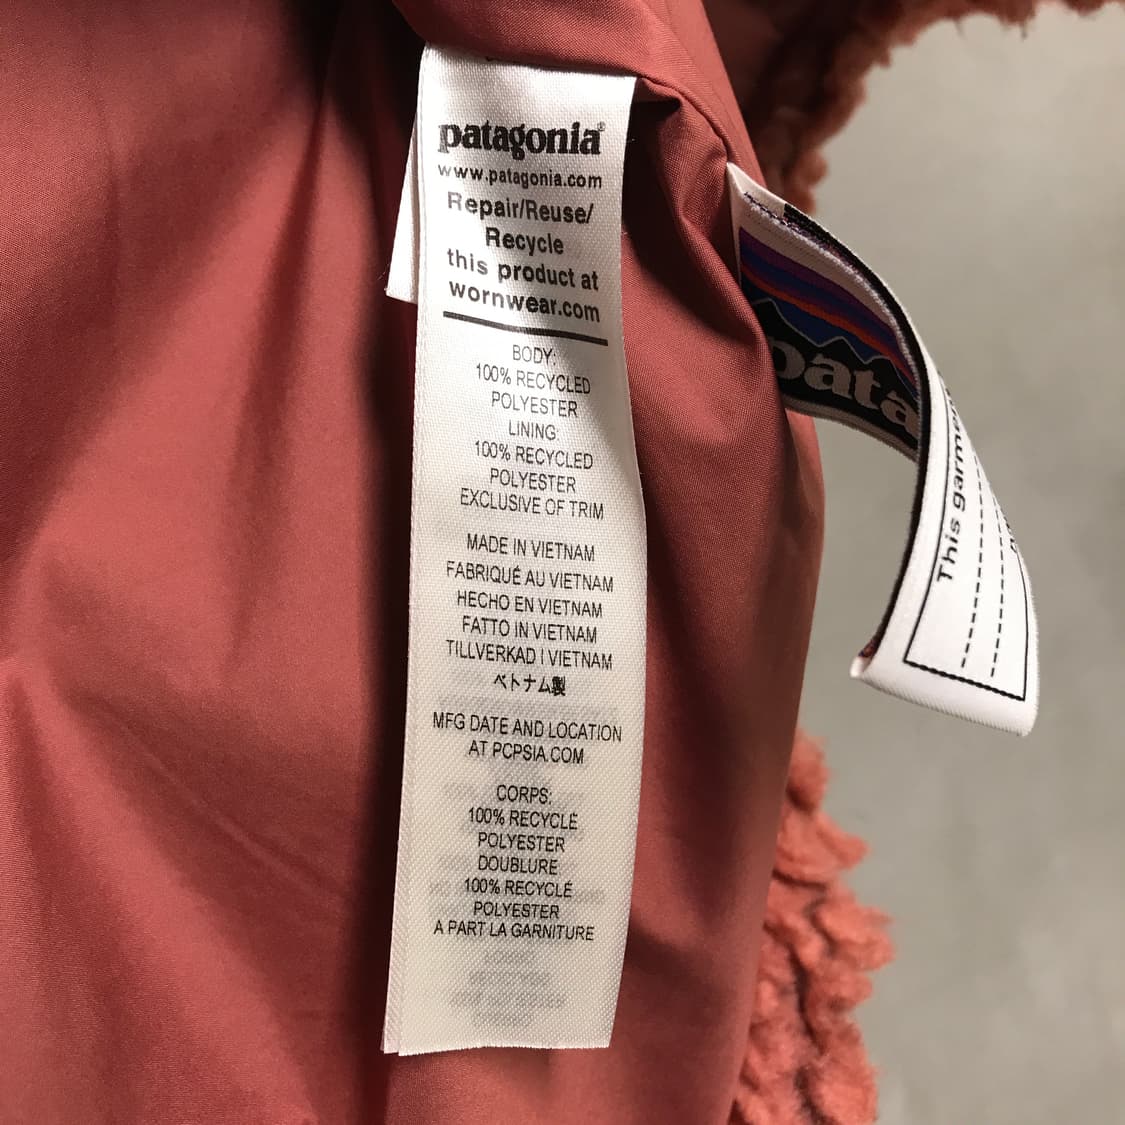 patagonia®
www.patagonia.com
Repair/Reuse/
Recycle
this product at
wornwear.com
BODY:
100% RECYCLED
POLYESTER
LINING:
100% RECYCLED
POLYESTER
EXCLUSIVE OF TRIM
MADE IN VIETNAM
FABRIQUÉ AU VIETNAM
HECHO EN VIETNAM
FATTO IN VIETNAM
TILLVERKAD I VIETNAM
ベトナム製
MFG DATE AND LOCATION
AT PCPSIA.COM
CORPS:
100% RECYCLÉ
POLYESTER
DOUBLURE
100% RECYCLÉ
POLYESTER
A PART LA GARNITURE
pata
This garme